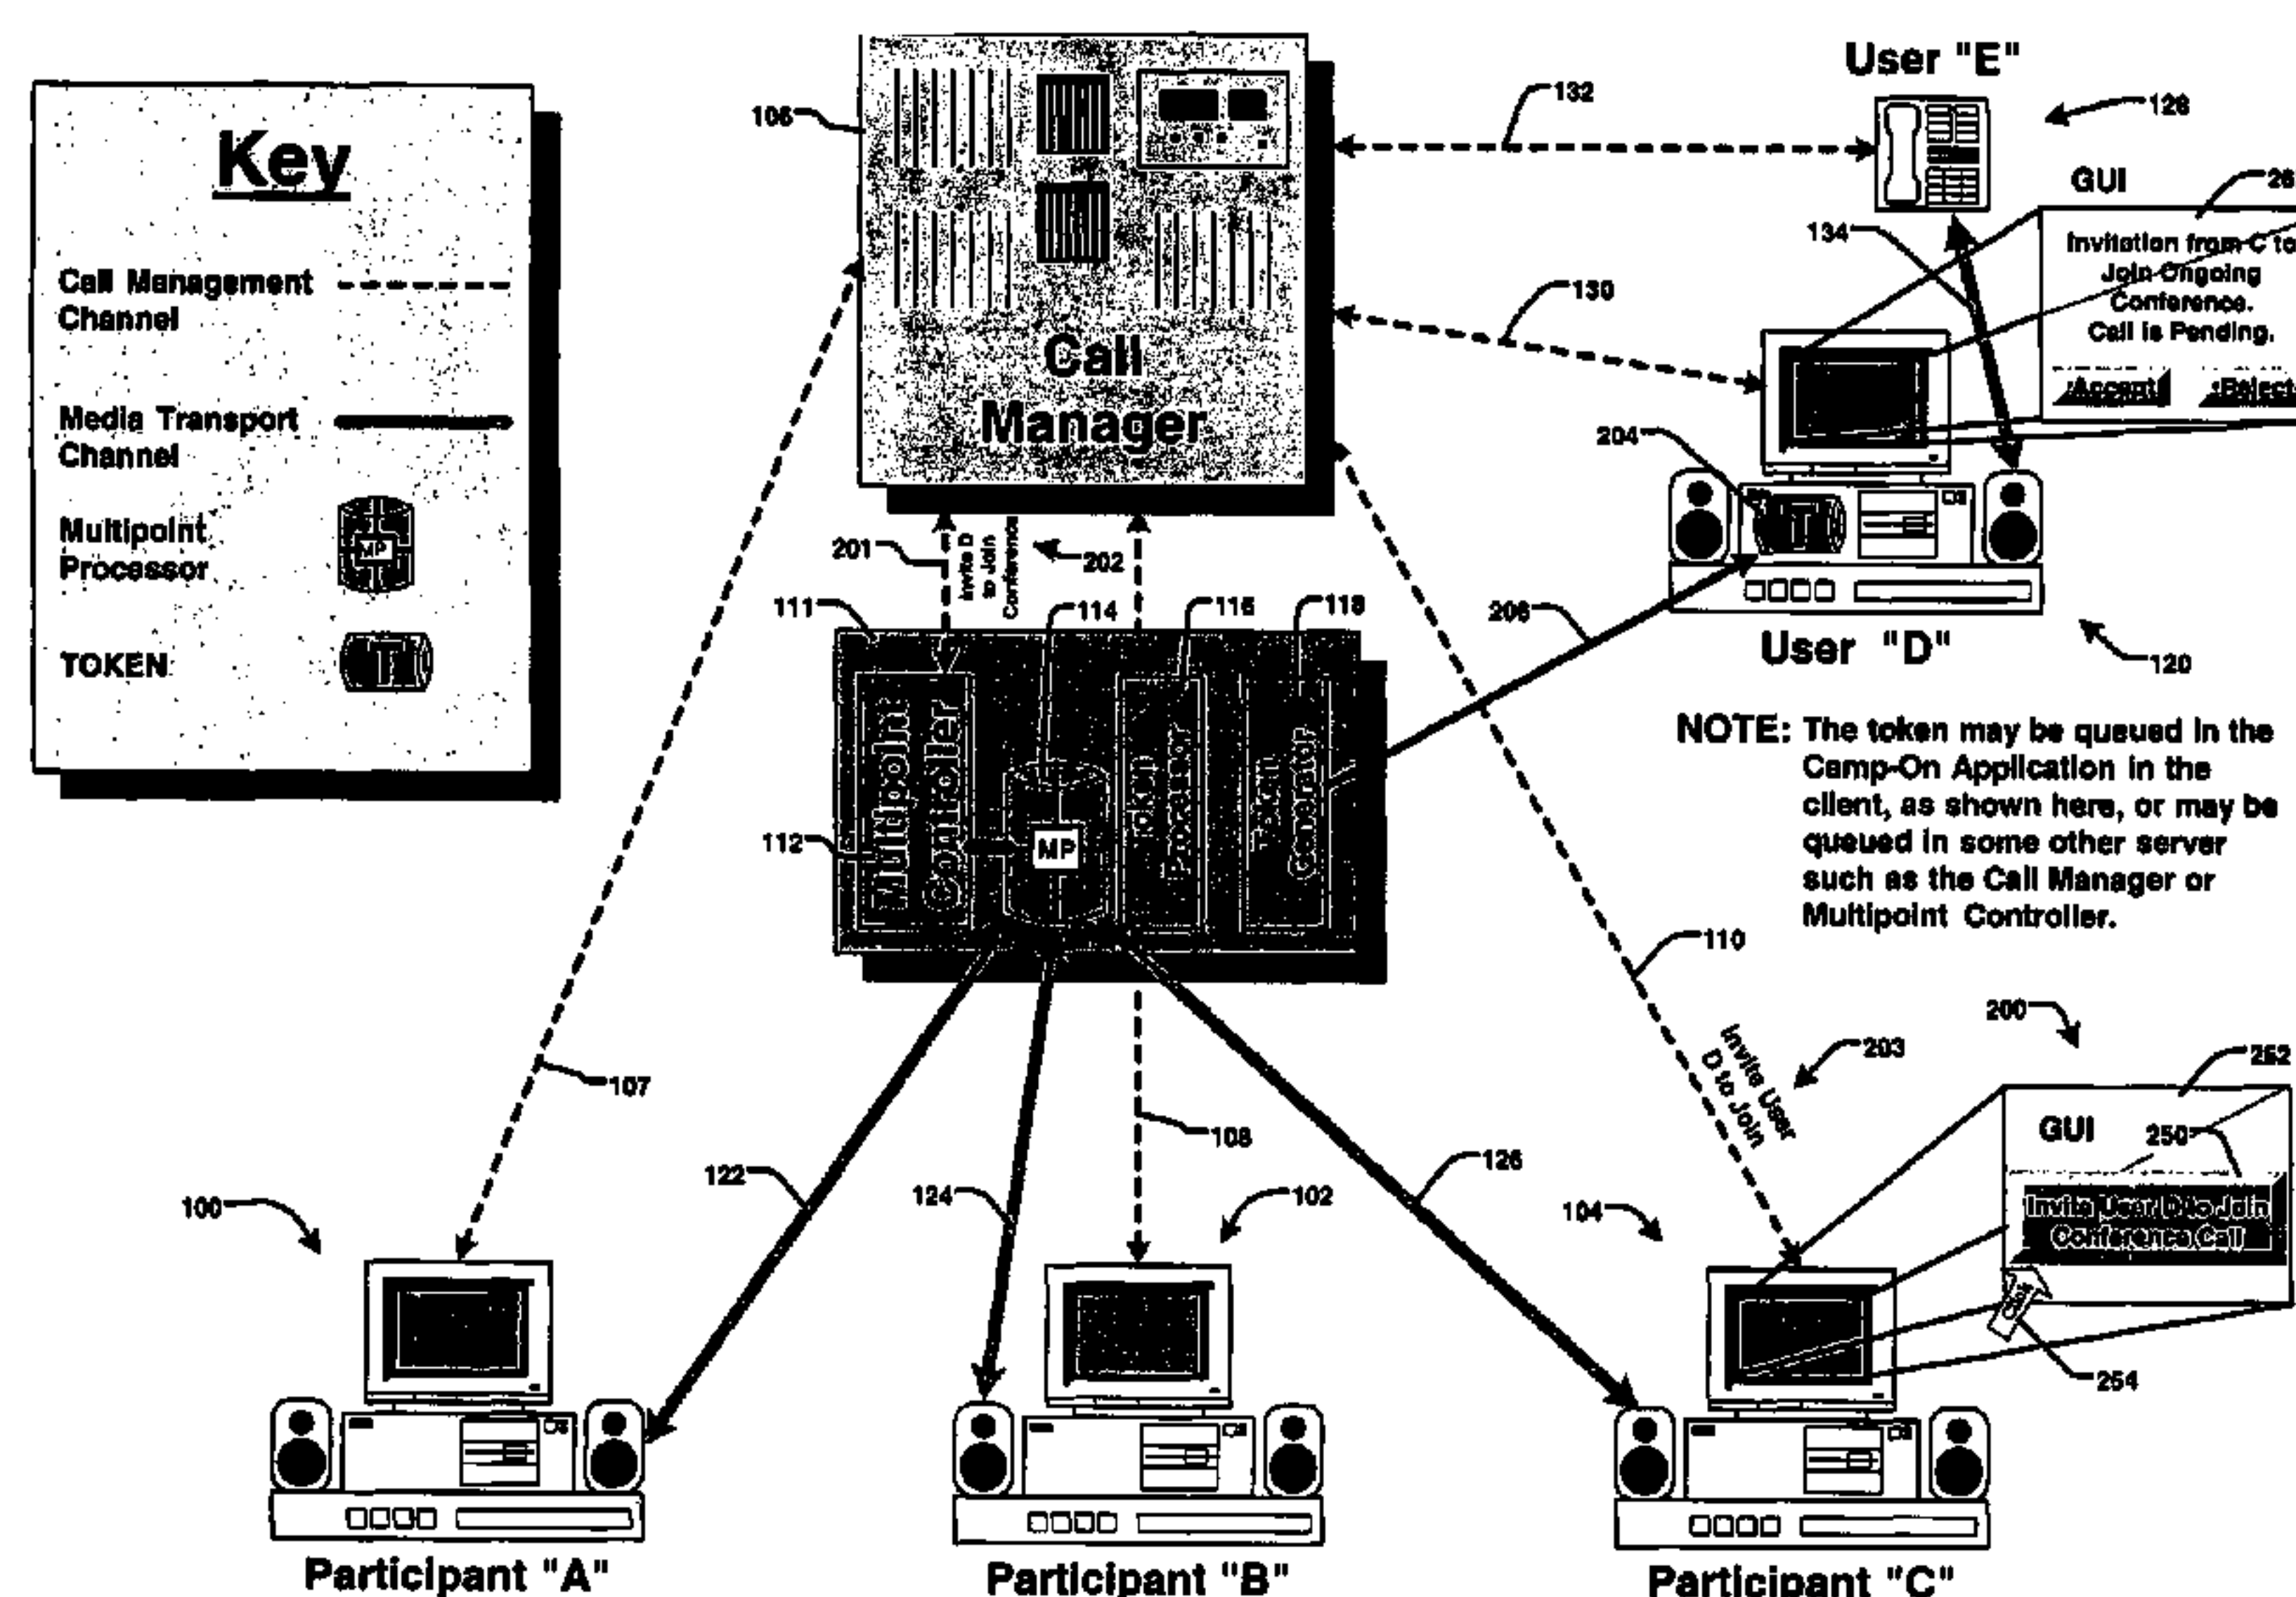 Key
Call Management
Channel
Media Transport
Channel
Multipoint
Processor
MP
TOKEN
T
106
Call
Manager
132
User "E"
128
GUI
134
Invitation from C to
Join Ongoing
Conference.
Call is Pending.
Accept
Reject
130
204
T
User "D"
120
201
Invite D
to Join
Conference
202
111
114
116
118
206
112
Multipoint
Controller
MP
Token
Processor
Token
Generator
NOTE: The token may be queued in the
Camp-On Application in the
client, as shown here, or may be
queued in some other server
such as the Call Manager or
Multipoint Controller.
110
107
108
122
124
126
Invite User
D to Join
203
200
252
GUI
250
Invite User D to Join
Conference Call
254
100
102
104
Participant "A"
Participant "B"
Participant "C"